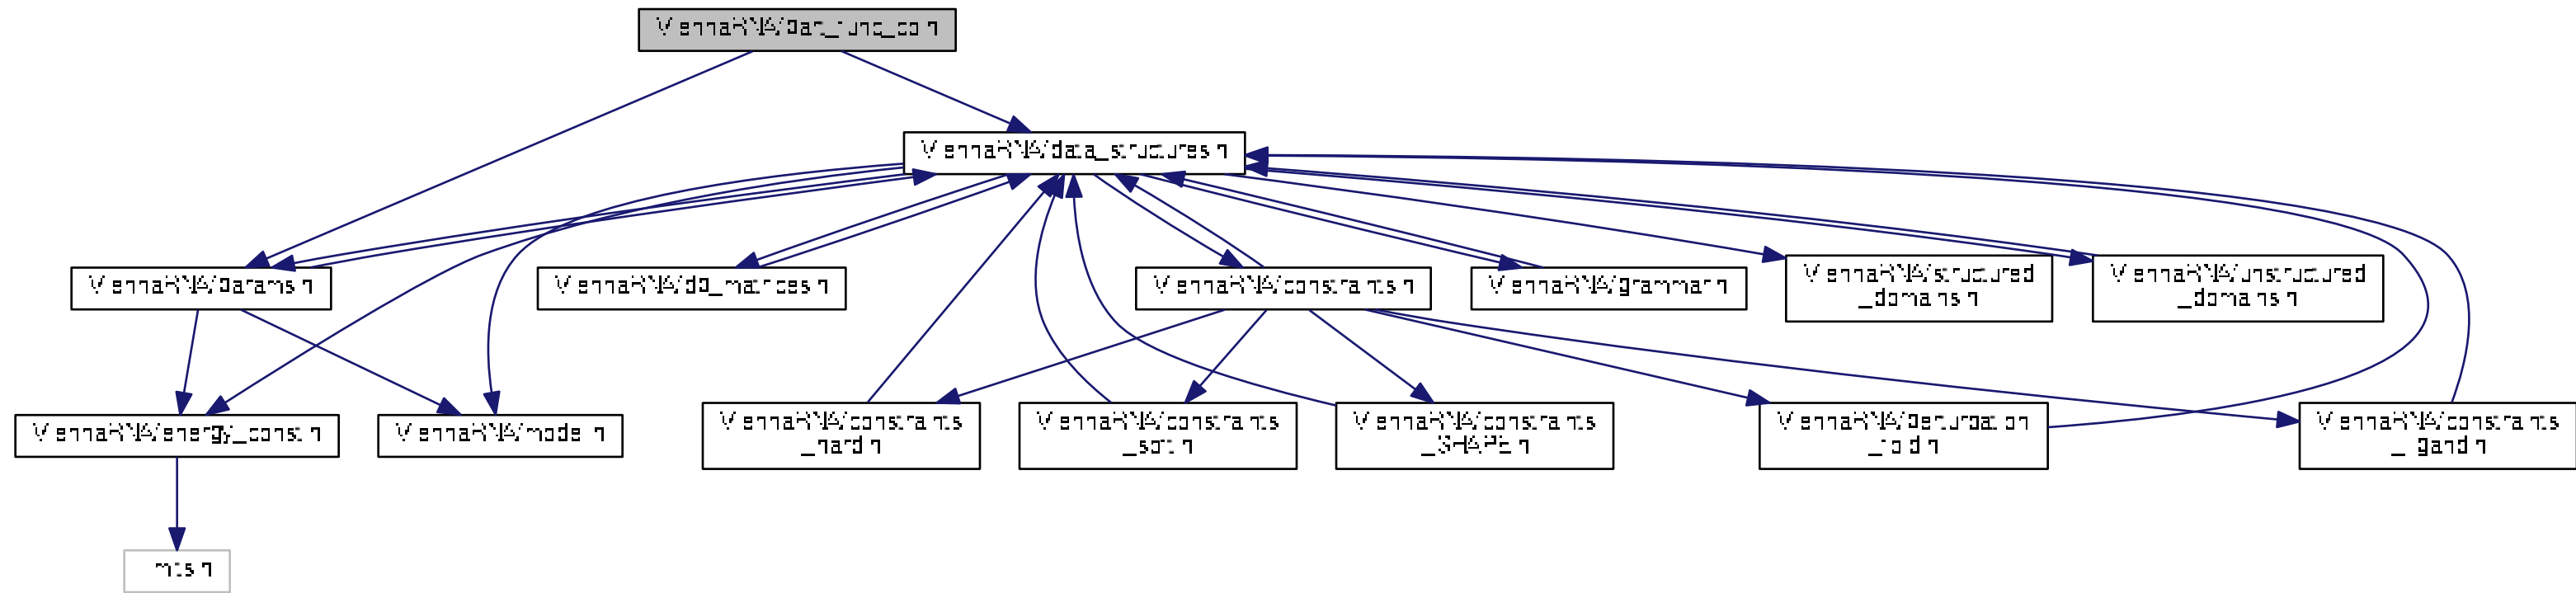 ViennaRNA/part_func_co.h
ViennaRNA/data_structures.h
ViennaRNA/params.h
ViennaRNA/dp_matrices.h
ViennaRNA/constraints.h
ViennaRNA/grammar.h
ViennaRNA/structured
_domains.h
ViennaRNA/unstructured
_domains.h
ViennaRNA/energy_const.h
ViennaRNA/model.h
ViennaRNA/constraints
_hard.h
ViennaRNA/constraints
_soft.h
ViennaRNA/constraints
_SHAPE.h
ViennaRNA/perturbation
_fold.h
ViennaRNA/constraints
_ligand.h
limits.h